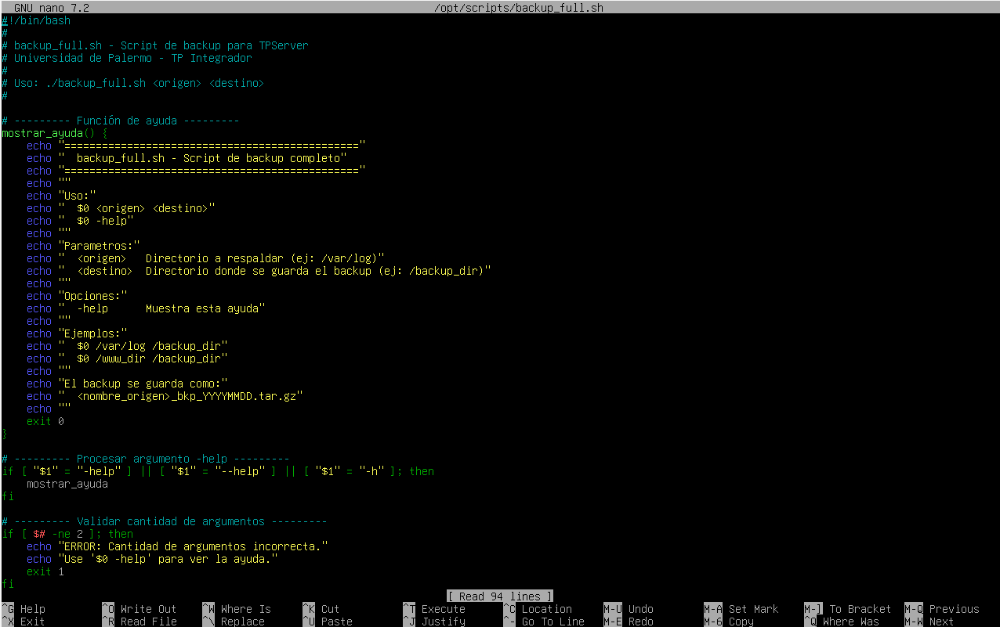 GNU nano 7.2 /opt/scripts/backup_full.sh
#!/bin/bash
#
# backup_full.sh - Script de backup para TPServer
# Universidad de Palermo - TP Integrador
#
# Uso: ./backup_full.sh <origen> <destino>
#
# --------- Función de ayuda ---------
mostrar_ayuda() {
    echo "==============================================="
    echo "  backup_full.sh - Script de backup completo"
    echo "==============================================="
    echo ""
    echo "Uso:"
    echo "  $0 <origen> <destino>"
    echo "  $0 -help"
    echo ""
    echo "Parametros:"
    echo "  <origen>   Directorio a respaldar (ej: /var/log)"
    echo "  <destino>  Directorio donde se guarda el backup (ej: /backup_dir)"
    echo ""
    echo "Opciones:"
    echo "  -help      Muestra esta ayuda"
    echo ""
    echo "Ejemplos:"
    echo "  $0 /var/log /backup_dir"
    echo "  $0 /www_dir /backup_dir"
    echo ""
    echo "El backup se guarda como:"
    echo "  <nombre_origen>_bkp_YYYYMMDD.tar.gz"
    echo ""
    exit 0
}
# --------- Procesar argumento -help ---------
if [ "$1" = "-help" ] || [ "$1" = "--help" ] || [ "$1" = "-h" ]; then
    mostrar_ayuda
fi
# --------- Validar cantidad de argumentos ---------
if [ $# -ne 2 ]; then
    echo "ERROR: Cantidad de argumentos incorrecta."
    echo "Use '$0 -help' para ver la ayuda."
    exit 1
fi
[ Read 94 lines ]
^G Help ^O Write Out ^W Where Is ^K Cut ^T Execute ^C Location M-U Undo M-A Set Mark M-] To Bracket M-Q Previous
^X Exit ^R Read File ^\ Replace ^U Paste ^J Justify ^- Go To Line M-E Redo M-6 Copy ^Q Where Was M-W Next